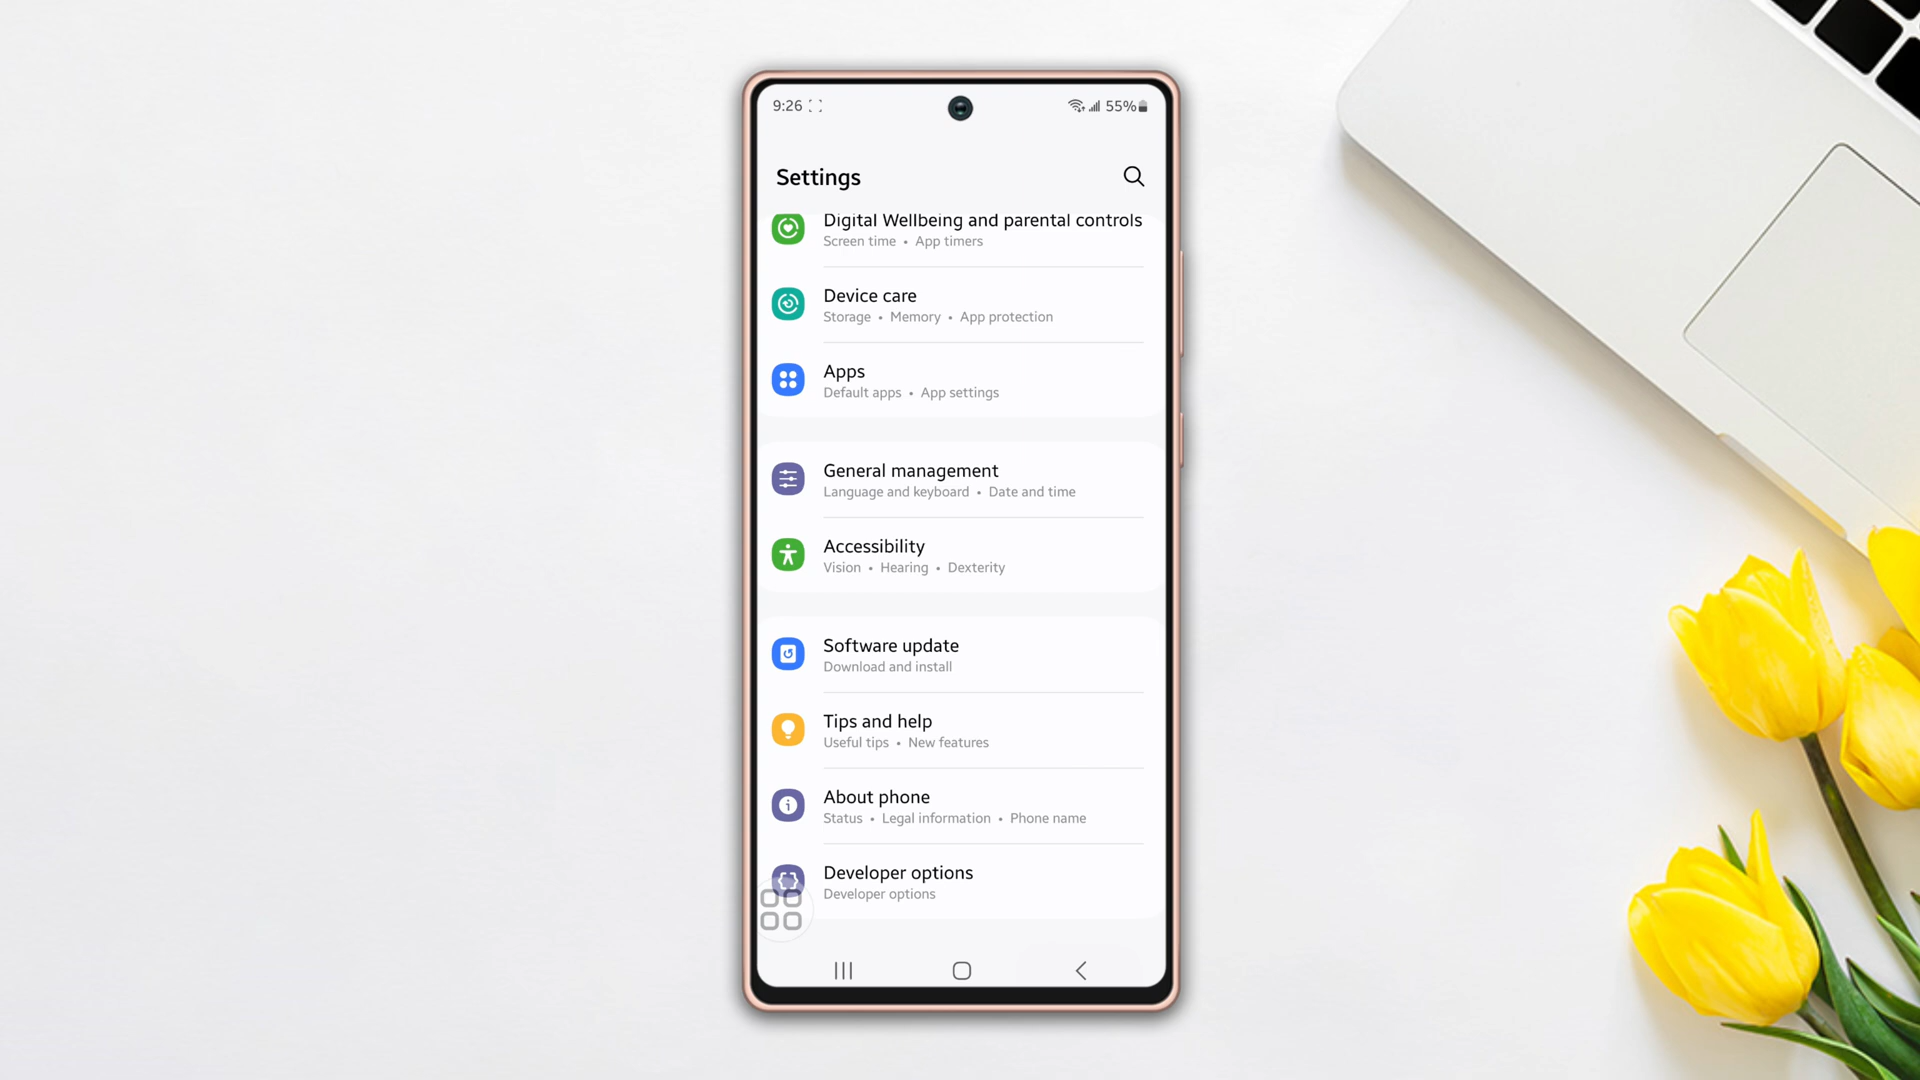 9:26 55%
Settings
Digital Wellbeing and parental controls
Screen time • App timers
Device care
Storage • Memory • App protection
Apps
Default apps • App settings
General management
Language and keyboard • Date and time
Accessibility
Vision • Hearing • Dexterity
Software update
Download and install
Tips and help
Useful tips • New features
About phone
Status • Legal information • Phone name
Developer options
Developer options